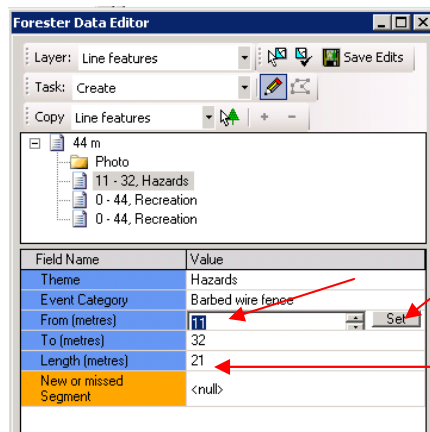 Forester Data Editor
Layer: Line features Save Edits
Task: Create
Copy Line features + -
44 m
Photo
11 - 32, Hazards
0 - 44, Recreation
0 - 44, Recreation
Field Name Value
Theme Hazards
Event Category Barbed wire fence
From (metres) 11 Set
To (metres) 32
Length (metres) 21
New or missed
Segment <null>